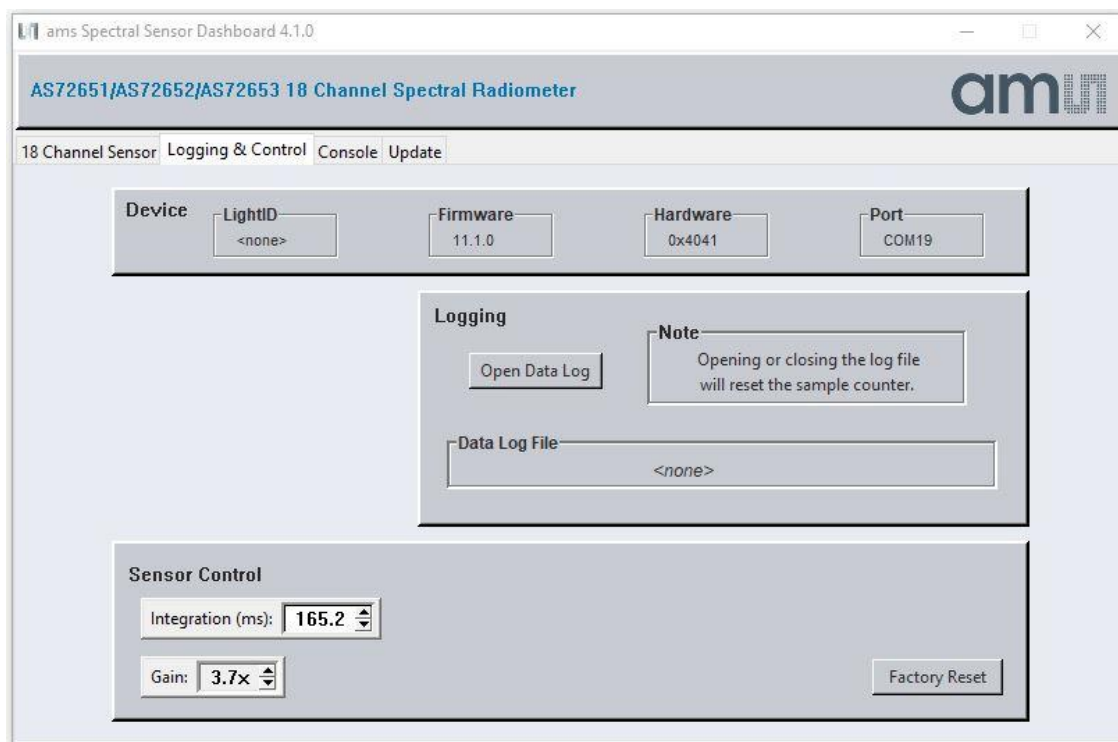 ams Spectral Sensor Dashboard 4.1.0
AS72651/AS72652/AS72653 18 Channel Spectral Radiometer
am
18 Channel Sensor Logging & Control Console Update
Device
LightID
<none>
Firmware
11.1.0
Hardware
0x4041
Port
COM19
Logging
Open Data Log
Note
Opening or closing the log file
will reset the sample counter.
Data Log File
<none>
Sensor Control
Integration (ms): 165.2
Gain: 3.7x
Factory Reset